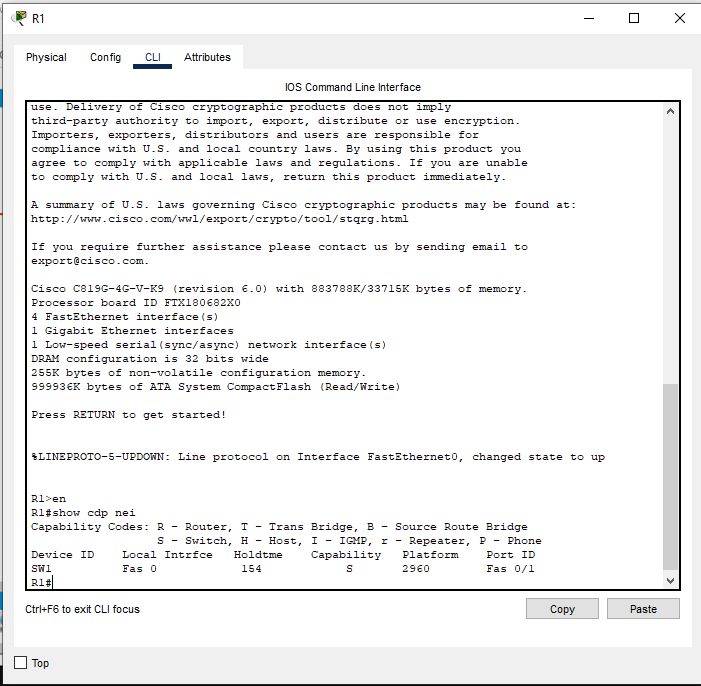 R1
Physical Config CLI Attributes
IOS Command Line Interface
use. Delivery of Cisco cryptographic products does not imply
third-party authority to import, export, distribute or use encryption.
Importers, exporters, distributors and users are responsible for
compliance with U.S. and local country laws. By using this product you
agree to comply with applicable laws and regulations. If you are unable
to comply with U.S. and local laws, return this product immediately.
A summary of U.S. laws governing Cisco cryptographic products may be found at:
http://www.cisco.com/wwl/export/crypto/tool/stqrg.html
If you require further assistance please contact us by sending email to
export@cisco.com.
Cisco C819G-4G-V-K9 (revision 6.0) with 883788K/33715K bytes of memory.
Processor board ID FTX180682X0
4 FastEthernet interface(s)
1 Gigabit Ethernet interfaces
1 Low-speed serial(sync/async) network interface(s)
DRAM configuration is 32 bits wide
255K bytes of non-volatile configuration memory.
999936K bytes of ATA System CompactFlash (Read/Write)
Press RETURN to get started!
%LINEPROTO-5-UPDOWN: Line protocol on Interface FastEthernet0, changed state to up
R1>en
R1#show cdp nei
Capability Codes: R - Router, T - Trans Bridge, B - Source Route Bridge
S - Switch, H - Host, I - IGMP, r - Repeater, P - Phone
Device ID Local Intrfce Holdtme Capability Platform Port ID
SW1 Fas 0 154 S 2960 Fas 0/1
R1#
Ctrl+F6 to exit CLI focus
Copy Paste
Top